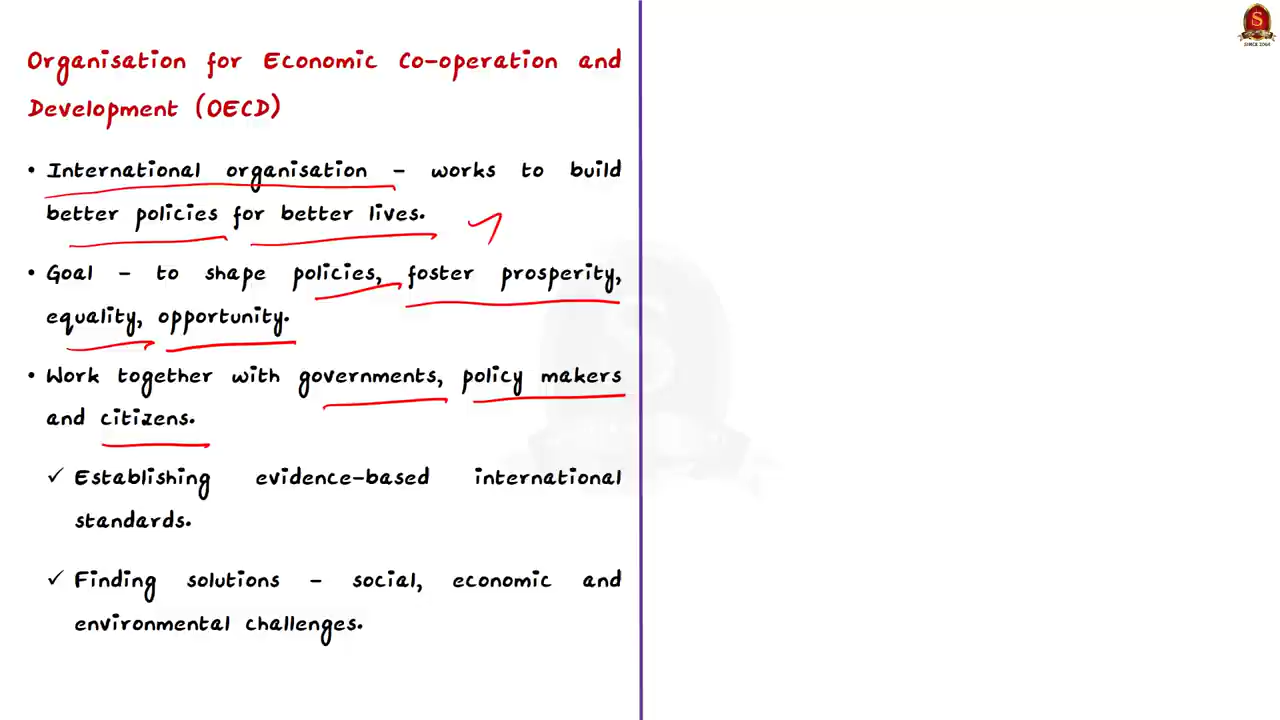 Organisation for Economic Co-operation and
Development (OECD)
• International organisation – works to build
better policies for better lives.
• Goal – to shape policies, foster prosperity,
equality, opportunity.
• Work together with governments, policy makers
and citizens.
✓ Establishing evidence-based international
standards.
✓ Finding solutions – social, economic and
environmental challenges.
S
SINCE 2004